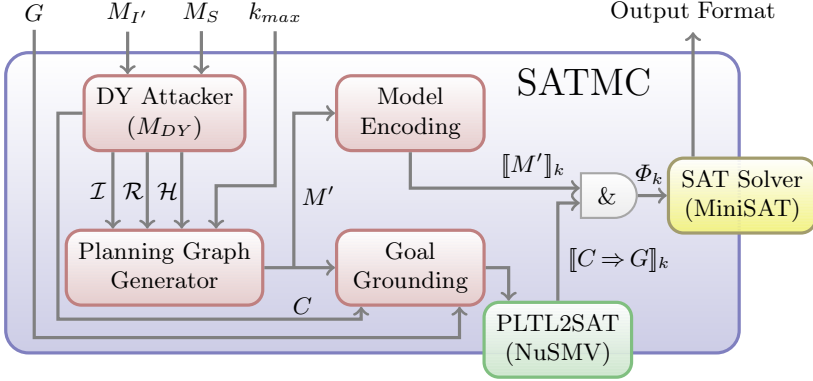 G M_{I'} M_S k_{max} Output Format
SATMC
DY Attacker
(M_{DY})
Model
Encoding
ℐ ℛ ℋ
M'
⟦M'⟧_k
&
Φ_k
SAT Solver
(MiniSAT)
Planning Graph
Generator
Goal
Grounding
⟦C ⇒ G⟧_k
C
PLTL2SAT
(NuSMV)